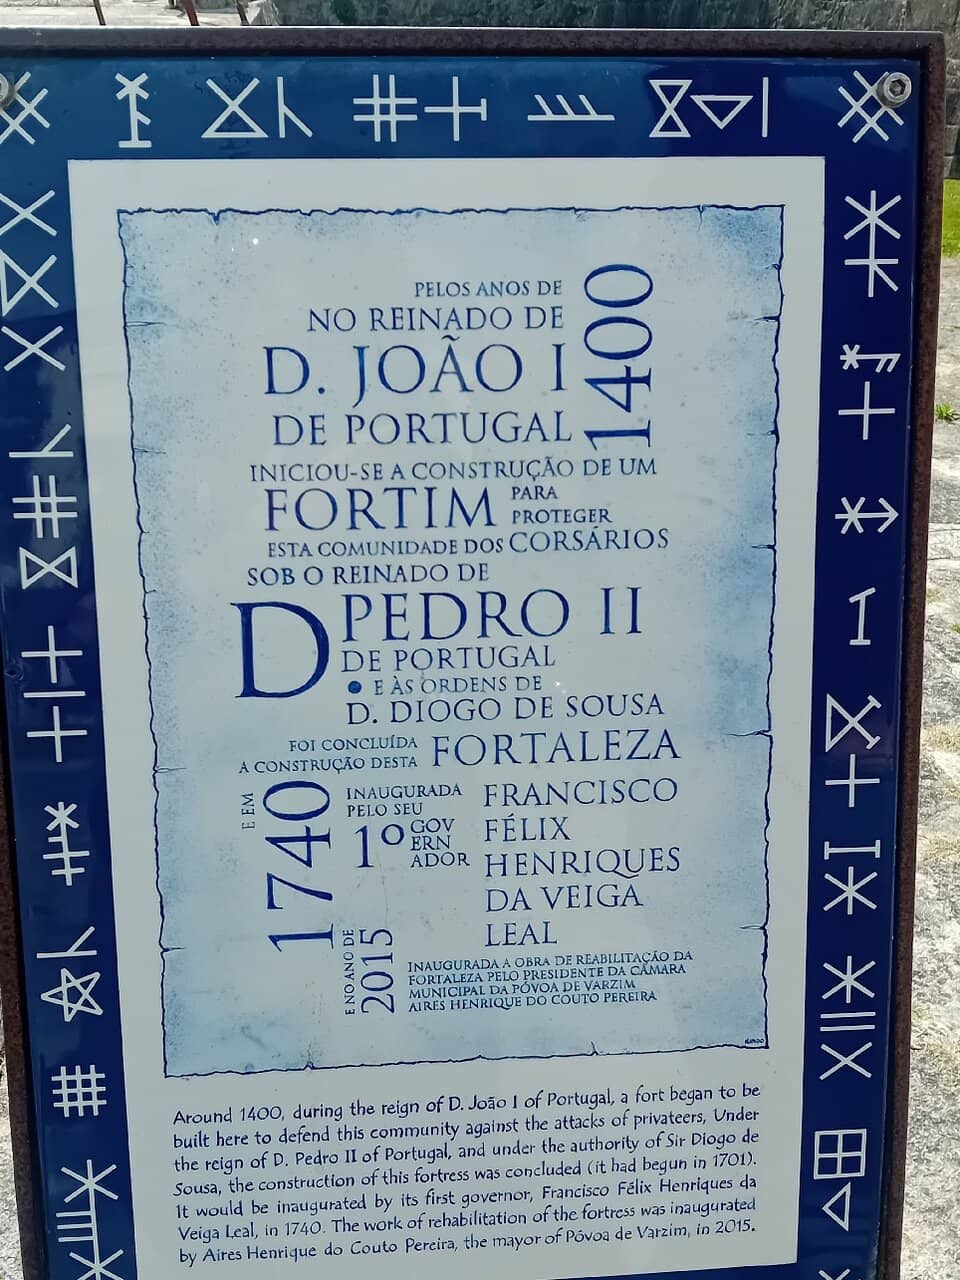 PELOS ANOS DE
1400
NO REINADO DE
D. JOÃO I
DE PORTUGAL
INICIOU-SE A CONSTRUÇÃO DE UM
FORTIM PARA
PROTEGER
ESTA COMUNIDADE DOS CORSÁRIOS
SOB O REINADO DE
D PEDRO II
DE PORTUGAL
E ÀS ORDENS DE
D. DIOGO DE SOUSA
FOI CONCLUÍDA
A CONSTRUÇÃO DESTA FORTALEZA
E EM
1740
INAUGURADA
PELO SEU
1º GOV
ERN
ADOR
FRANCISCO
FÉLIX
HENRIQUES
DA VEIGA
LEAL
E NO ANO DE
2015
INAUGURADA A OBRA DE REABILITAÇÃO DA
FORTALEZA PELO PRESIDENTE DA CÂMARA
MUNICIPAL DA PÓVOA DE VARZIM
AIRES HENRIQUE DO COUTO PEREIRA
Around 1400, during the reign of D. João I of Portugal, a fort began to be
built here to defend this community against the attacks of privateers, Under
the reign of D. Pedro II of Portugal, and under the authority of Sir Diogo de
Sousa, the construction of this fortress was concluded (it had begun in 1701).
It would be inaugurated by its first governor, Francisco Félix Henriques da
Veiga Leal, in 1740. The work of rehabilitation of the fortress was inaugurated
by Aires Henrique do Couto Pereira, the mayor of Póvoa de Varzim, in 2015.